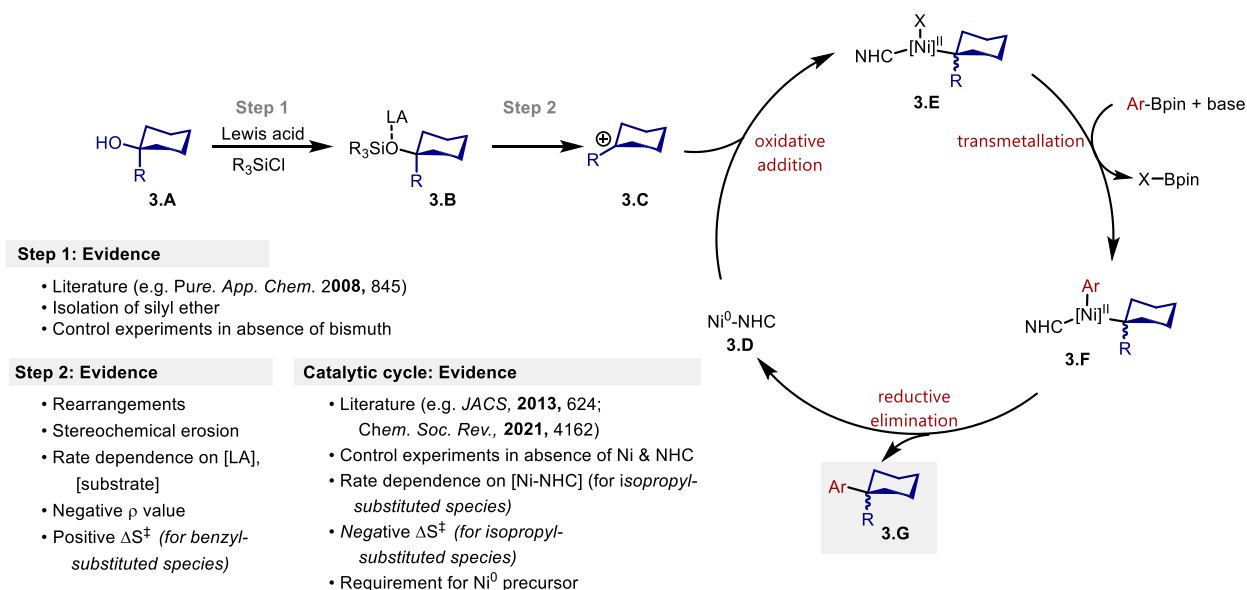 HO
R
3.A
Step 1
Lewis acid
R3SiCl
LA
R3SiO
R
3.B
Step 2
⊕
R
3.C
oxidative
addition
X
NHC [Ni]II
R
3.E
Ar-Bpin + base
transmetallation
X−Bpin
Ar
NHC [Ni]II
R
3.F
reductive
elimination
Ni0-NHC
3.D
Ar
R
3.G
Step 1: Evidence
• Literature (e.g. Pure. App. Chem. 2008, 845)
• Isolation of silyl ether
• Control experiments in absence of bismuth
Step 2: Evidence
• Rearrangements
• Stereochemical erosion
• Rate dependence on [LA],
[substrate]
• Negative ρ value
• Positive ΔS‡ (for benzyl-
substituted species)
Catalytic cycle: Evidence
• Literature (e.g. JACS, 2013, 624;
Chem. Soc. Rev., 2021, 4162)
• Control experiments in absence of Ni & NHC
• Rate dependence on [Ni-NHC] (for isopropyl-
substituted species)
• Negative ΔS‡ (for isopropyl-
substituted species)
• Requirement for Ni0 precursor